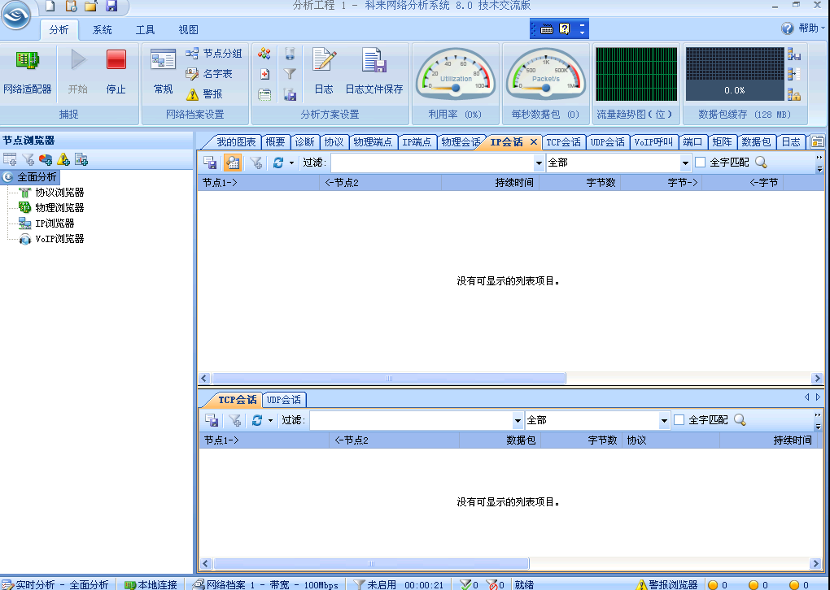 分析工程 1 - 科来网络分析系统 8.0 技术交流版
分析 系统 工具 视图 帮助
网络适配器 开始 停止
捕捉
常规 节点分组 名字表 警报
网络档案设置
日志 日志文件保存
分析方案设置
Utilization
利用率 (0%)
Packet/s
每秒数据包 (0)
流量趋势图(位)
0.0%
数据包缓存 (128 MB)
节点浏览器
全面分析
协议浏览器
物理浏览器
IP浏览器
VoIP浏览器
我的图表 概要 诊断 协议 物理端点 IP端点 物理会话 IP会话 TCP会话 UDP会话 VoIP呼叫 端口 矩阵 数据包 日志
过滤: 全部 全字匹配
节点1-> <-节点2 持续时间 字节数 字节-> <-字节
没有可显示的列表项目。
TCP会话 UDP会话
过滤: 全部 全字匹配
节点1-> <-节点2 数据包 字节数 协议 持续时间
没有可显示的列表项目。
实时分析 - 全面分析 本地连接 网络档案 1 - 带宽 - 100Mbps 未启用 00:00:21 0 0 就绪 警报浏览器 0 0 0